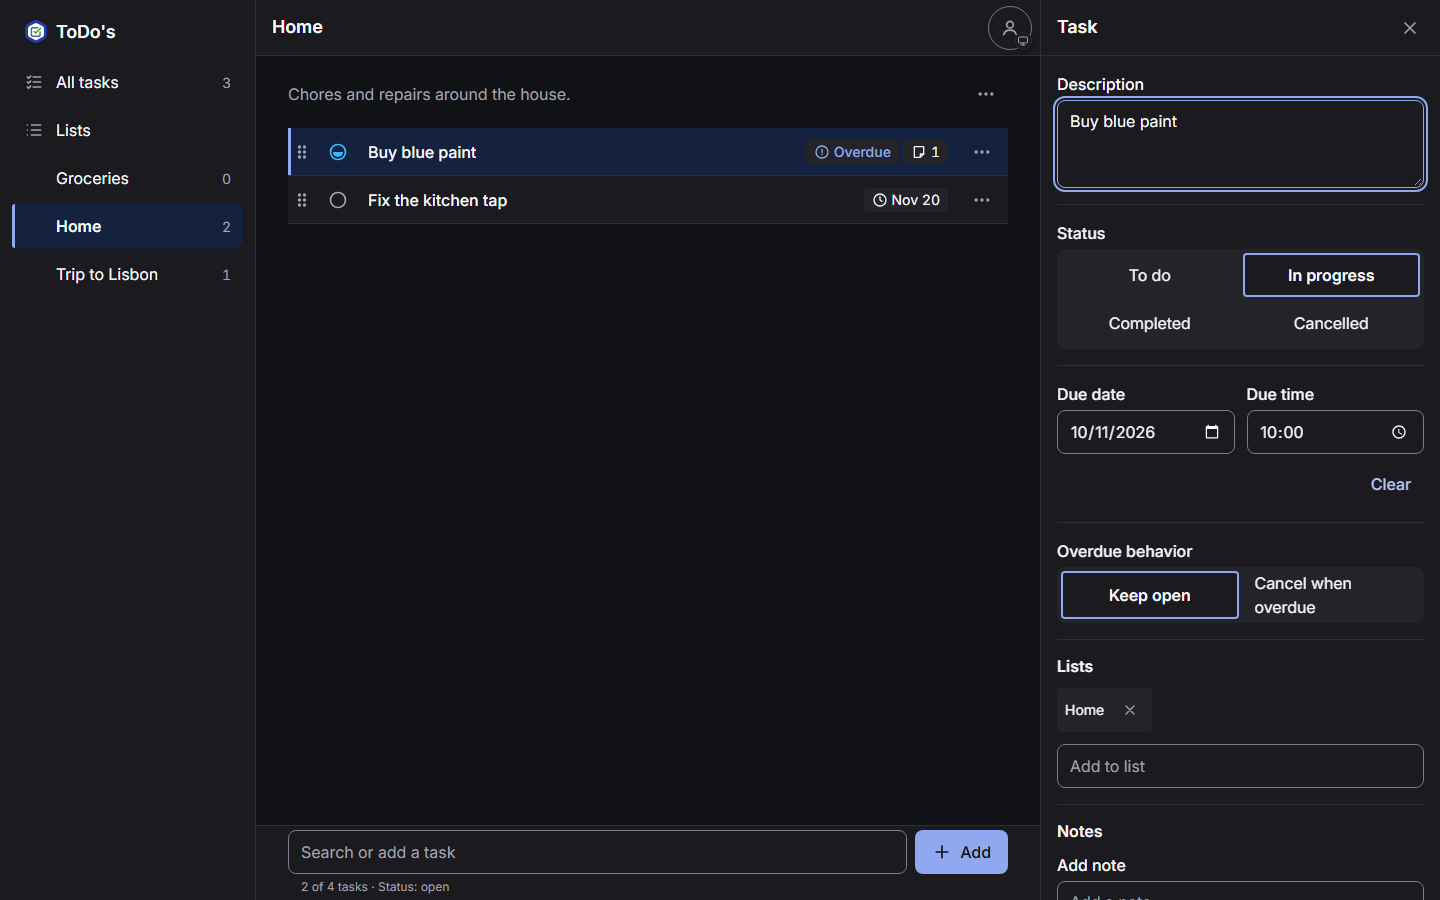 ToDo's
All tasks 3
Lists
Groceries 0
Home 2
Trip to Lisbon 1
Home
Chores and repairs around the house.
Buy blue paint Overdue 1
Fix the kitchen tap Nov 20
Search or add a task
Add
2 of 4 tasks · Status: open
Task
Description
Buy blue paint
Status
To do In progress
Completed Cancelled
Due date Due time
10/11/2026 10:00
Clear
Overdue behavior
Keep open Cancel when
overdue
Lists
Home
Add to list
Notes
Add note
Add a note